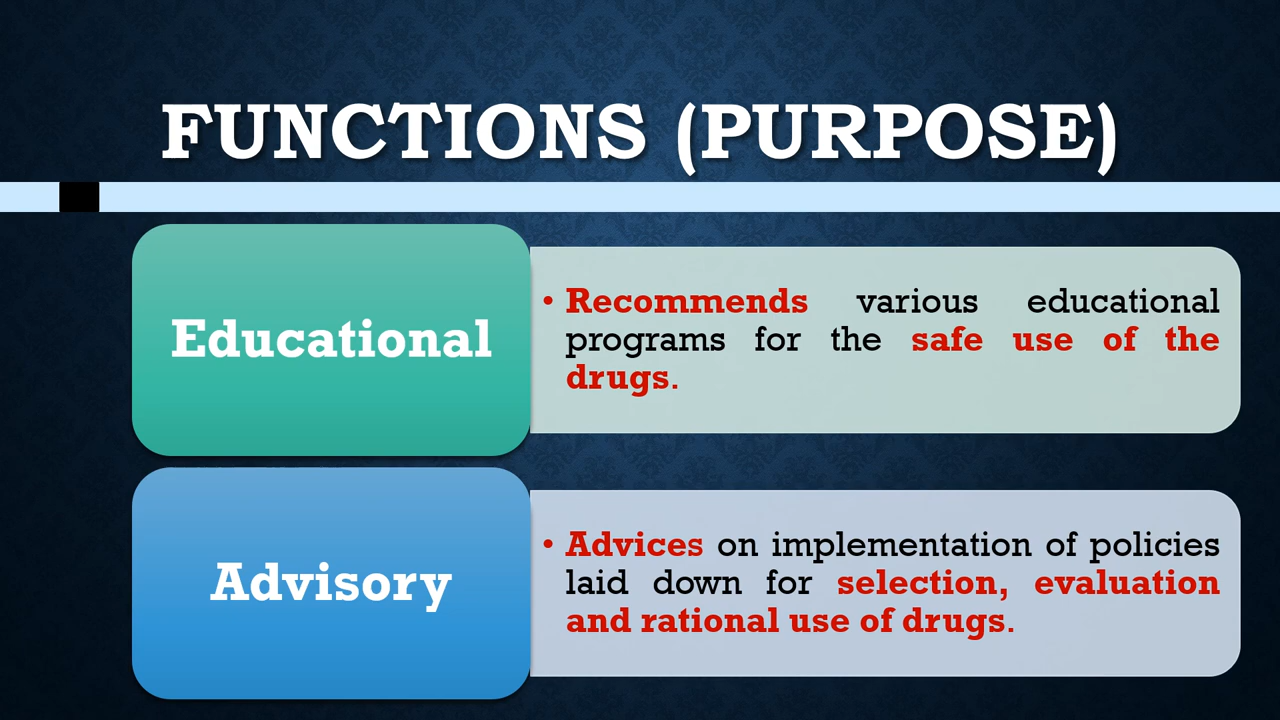 FUNCTIONS (PURPOSE)
Educational
• Recommends various educational
programs for the safe use of the
drugs.
Advisory
• Advices on implementation of policies
laid down for selection, evaluation
and rational use of drugs.